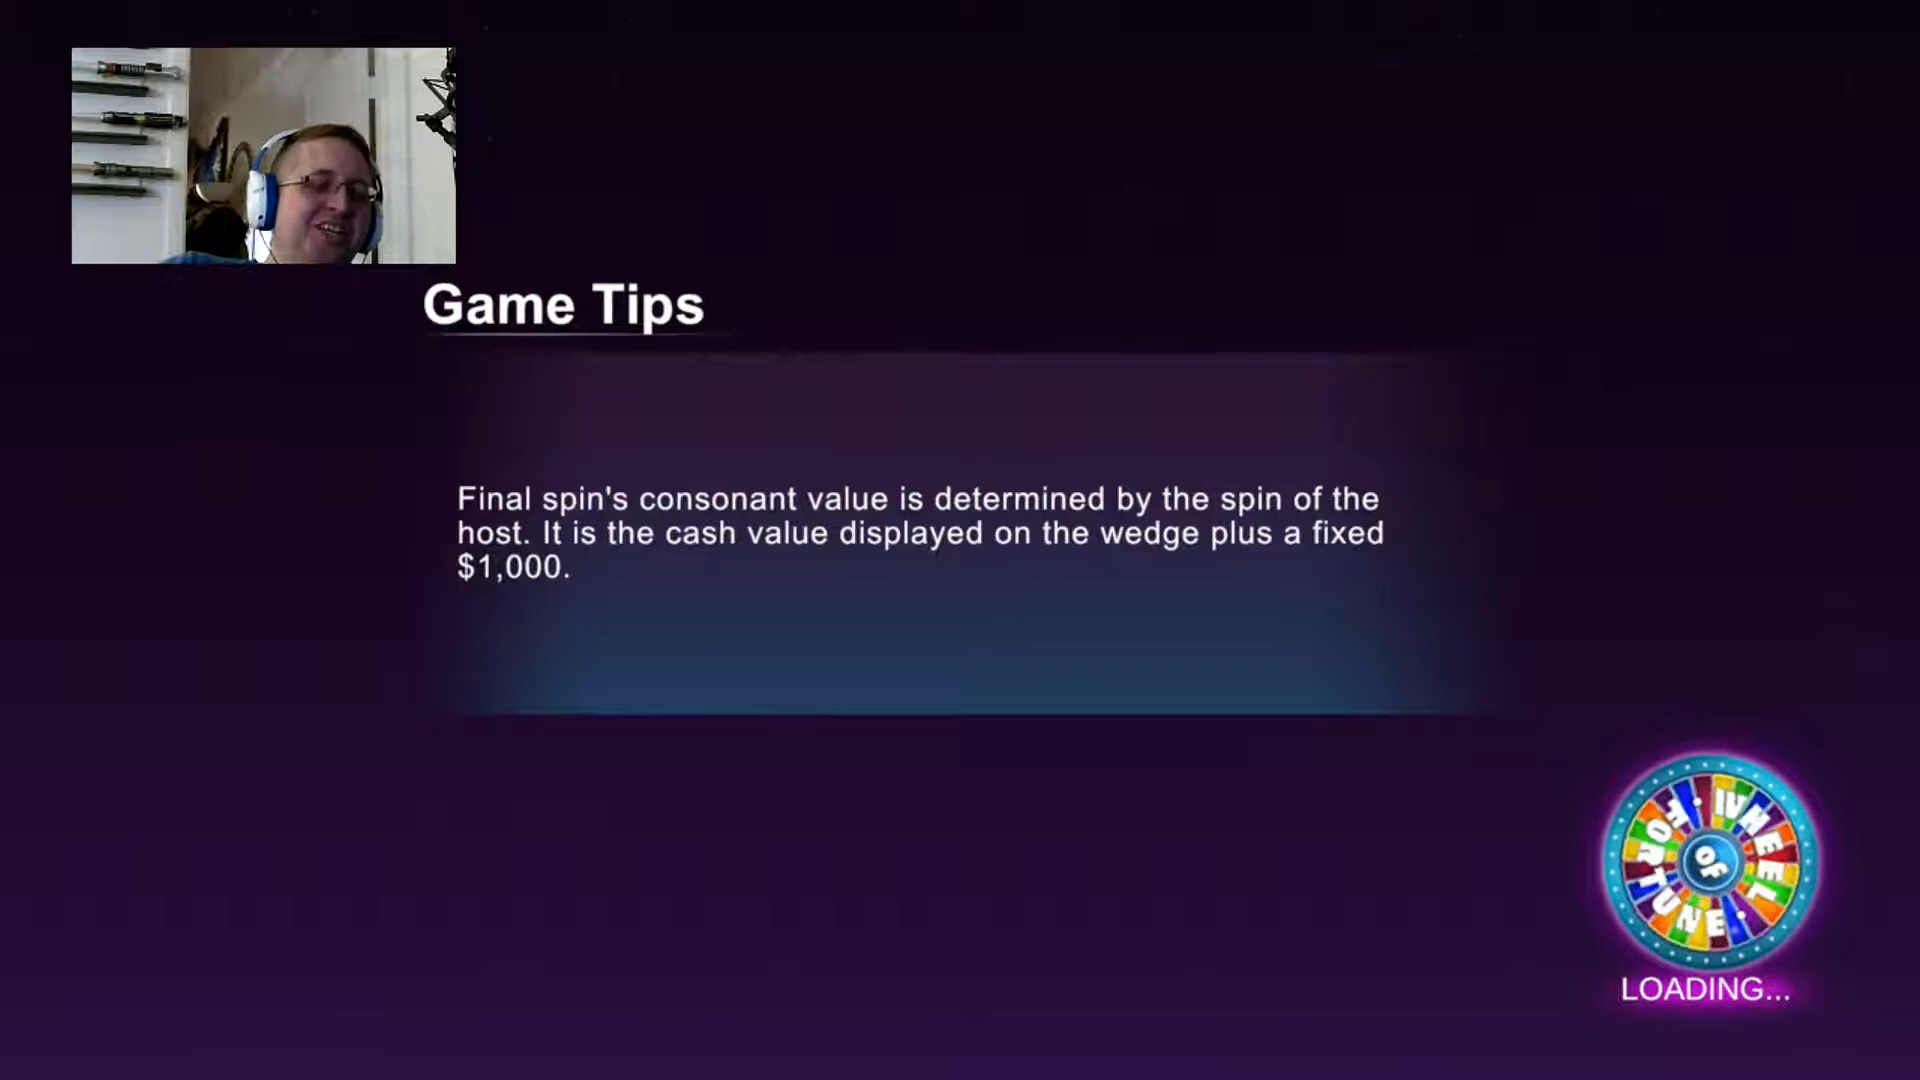 Game Tips
Final spin's consonant value is determined by the spin of the
host. It is the cash value displayed on the wedge plus a fixed
$1,000.
WHEEL
OF
FORTUNE
LOADING...